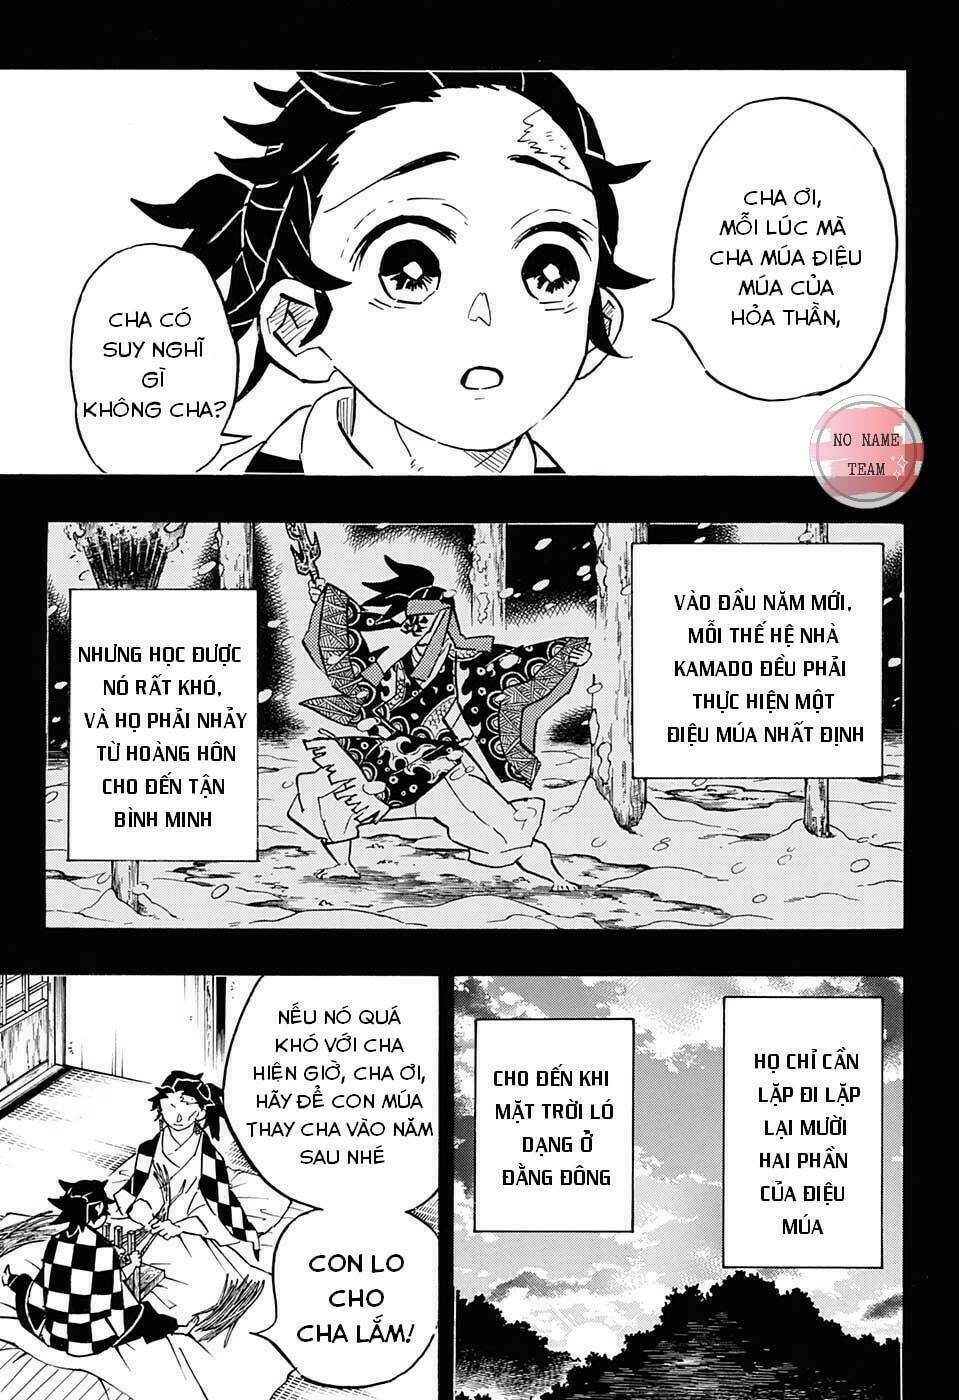 CHA ƠI,
MỖI LÚC MÀ
CHA MÚA ĐIỆU
MÚA CỦA
HỎA THẦN,
CHA CÓ
SUY NGHĨ
GÌ
KHÔNG CHA?
NO NAME
TEAM
VÀO ĐẦU NĂM MỚI,
MỖI THẾ HỆ NHÀ
KAMADO ĐỀU PHẢI
THỰC HIỆN MỘT
ĐIỆU MÚA NHẤT ĐỊNH
NHƯNG HỌC ĐƯỢC
NÓ RẤT KHÓ,
VÀ HỌ PHẢI NHẢY
TỪ HOÀNG HÔN
CHO ĐẾN TẬN
BÌNH MINH
HỌ CHỈ CẦN
LẶP ĐI LẶP
LẠI MƯỜI
HAI PHẦN
CỦA ĐIỆU
MÚA
CHO ĐẾN KHI
MẶT TRỜI LÓ
DẠNG Ở
ĐẰNG ĐÔNG
NẾU NÓ QUÁ
KHÓ VỚI CHA
HIỆN GIỜ, CHA ƠI,
HÃY ĐỂ CON MÚA
THAY CHA VÀO NĂM
SAU NHÉ
CON LO
CHO
CHA LẮM!